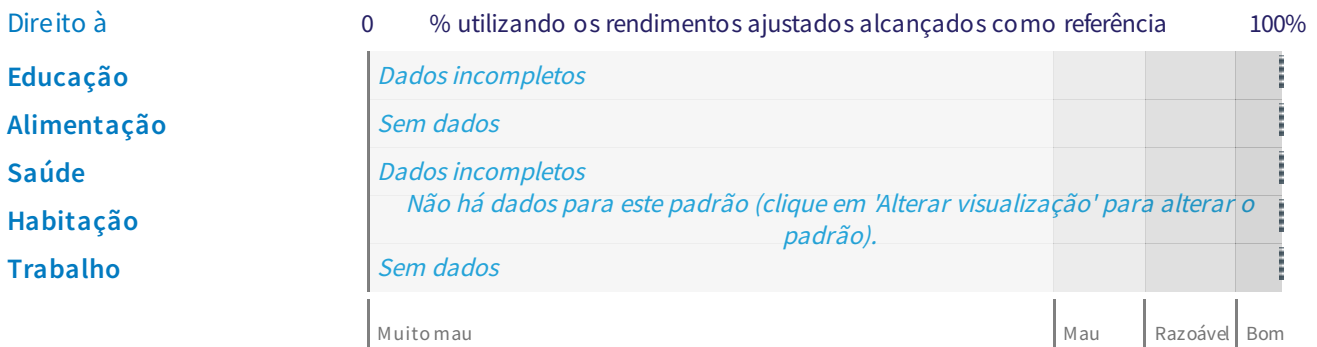 Direito à
0 % utilizando os rendimentos ajustados alcançados como referência 100%
Educação Dados incompletos
Alimentação Sem dados
Saúde Dados incompletos
Habitação Não há dados para este padrão (clique em 'Alterar visualização' para alterar o
padrão).
Trabalho Sem dados
Muito mau Mau Razoável Bom